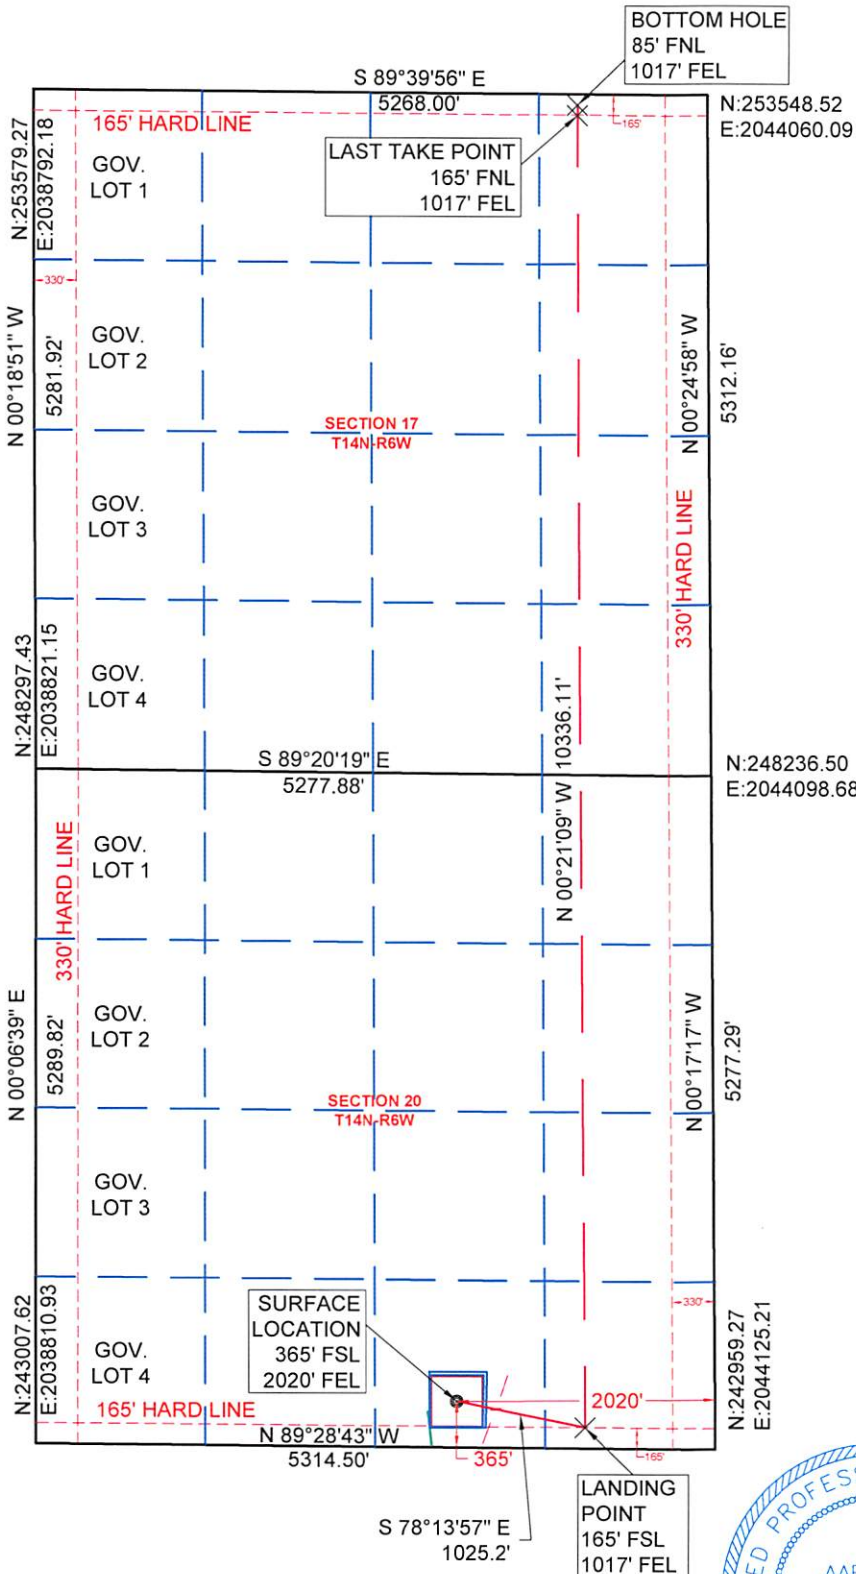 BOTTOM HOLE
85' FNL
1017' FEL
S 89°39'56" E
5268.00'
N:253548.52
E:2044060.09
165' HARD LINE
165'
LAST TAKE POINT
165' FNL
1017' FEL
N:253579.27
E:2038792.18
GOV.
LOT 1
330'
N 00°18'51" W
5281.92'
GOV.
LOT 2
N 00°24'58" W
5312.16'
SECTION 17
T14N-R6W
GOV.
LOT 3
330' HARD LINE
N:248297.43
E:2038821.15
GOV.
LOT 4
S 89°20'19" E
5277.88'
N 00°21'09" W 10336.11'
N:248236.50
E:2044098.68
GOV.
LOT 1
330' HARD LINE
N 00°06'39" E
5289.82'
GOV.
LOT 2
N 00°17'17" W
5277.29'
SECTION 20
T14N-R6W
GOV.
LOT 3
N:243007.62
E:2038810.93
SURFACE
LOCATION
365' FSL
2020' FEL
330'
N:242959.27
E:2044125.21
GOV.
LOT 4
2020'
165' HARD LINE
N 89°28'43" W
5314.50'
365'
165'
LANDING
POINT
165' FSL
1017' FEL
S 78°13'57" E
1025.2'